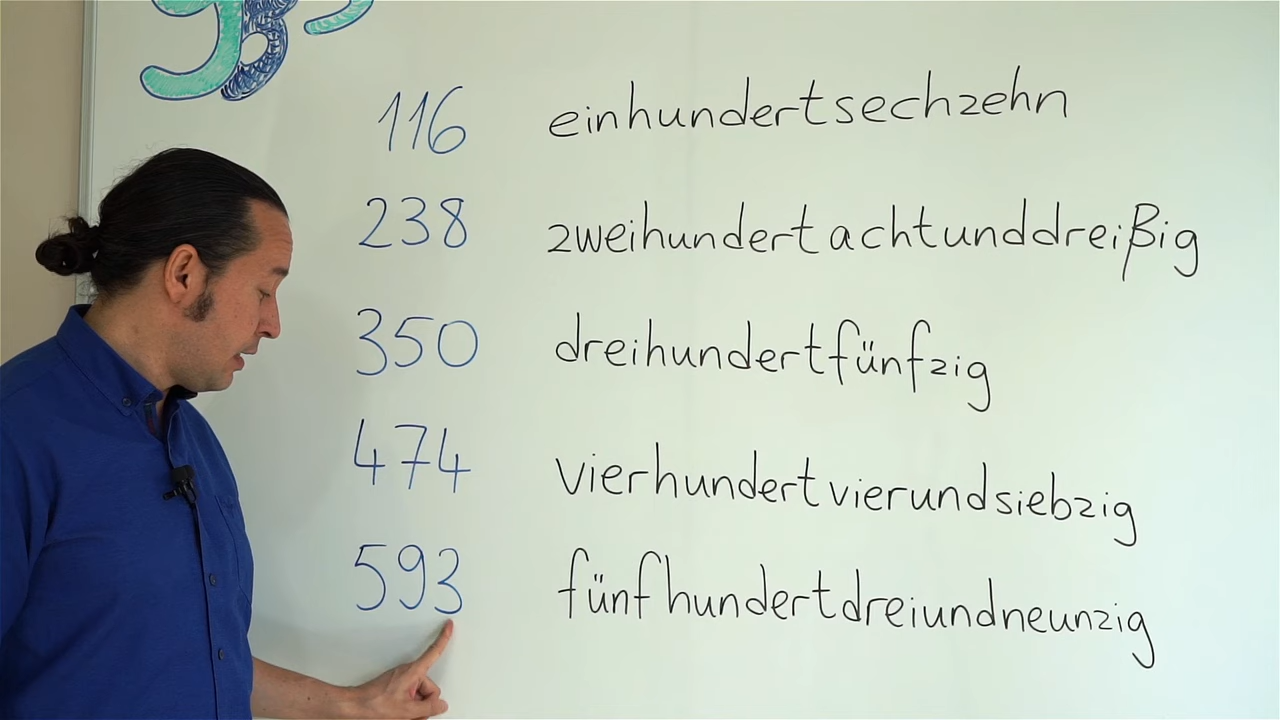 116 einhundertsechzehn
238 zweihundertachtunddreißig
350 dreihundertfünfzig
474 vierhundertvierundsiebzig
593 fünfhundertdreiundneunzig